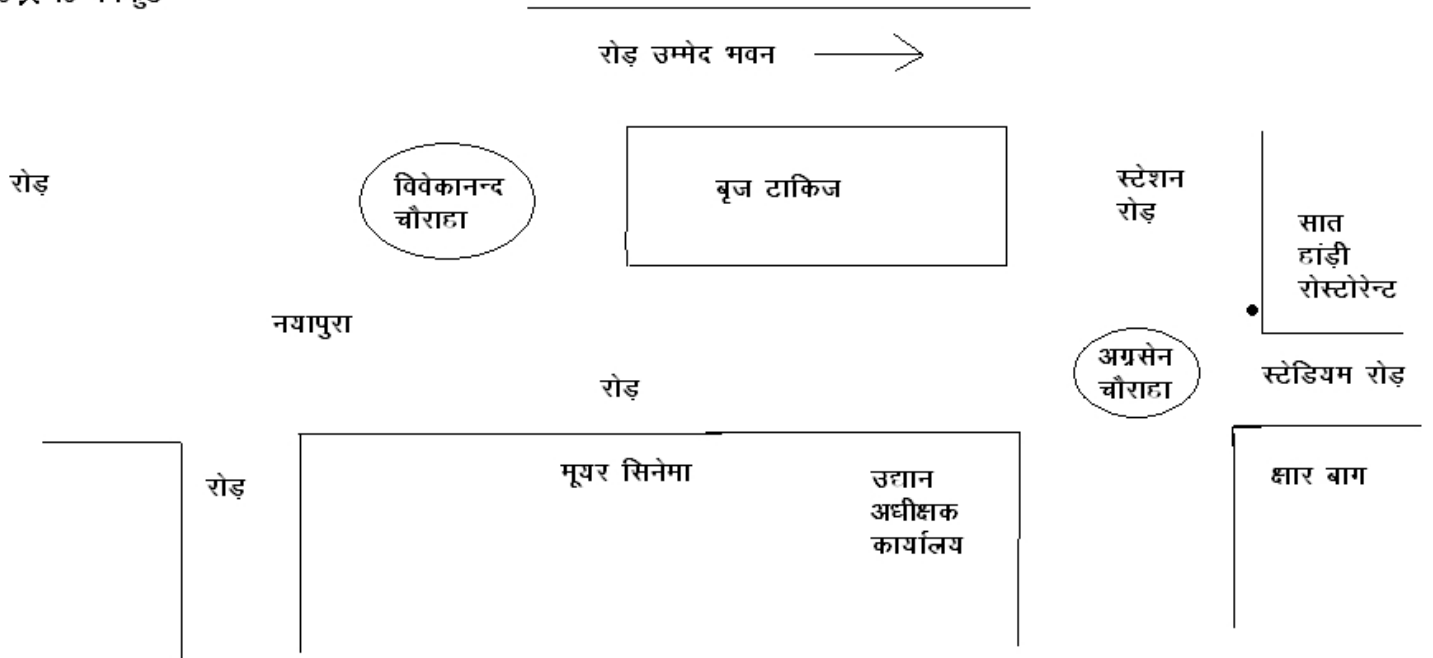 रोड़ उम्मेद भवन
रोड़
विवेकानन्द
चौराहा
बृज टाकिज
स्टेशन
रोड़
सात
हांड़ी
रोस्टोरेन्ट
नयापुरा
अग्रसेन
चौराहा
स्टेडियम रोड़
रोड़
रोड़
मूयर सिनेमा
उद्यान
अधीक्षक
कार्यालय
क्षार बाग